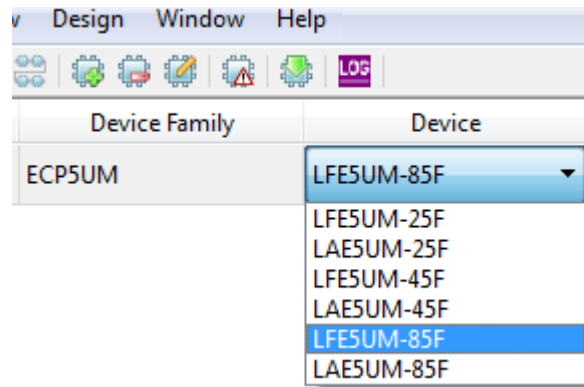 Design Window Help
LOG
Device Family Device
ECP5UM LFE5UM-85F
LFE5UM-25F
LAE5UM-25F
LFE5UM-45F
LAE5UM-45F
LFE5UM-85F
LAE5UM-85F